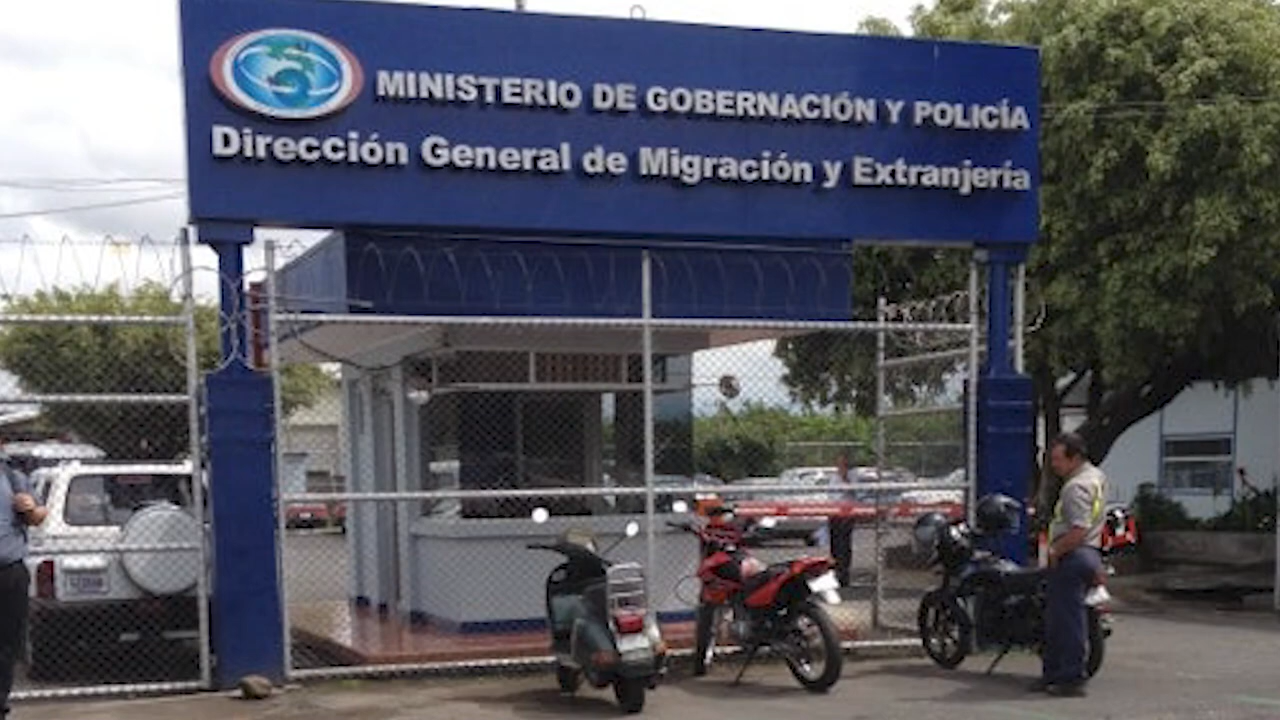 MINISTERIO DE GOBERNACIÓN Y POLICÍA
Dirección General de Migración y Extranjería